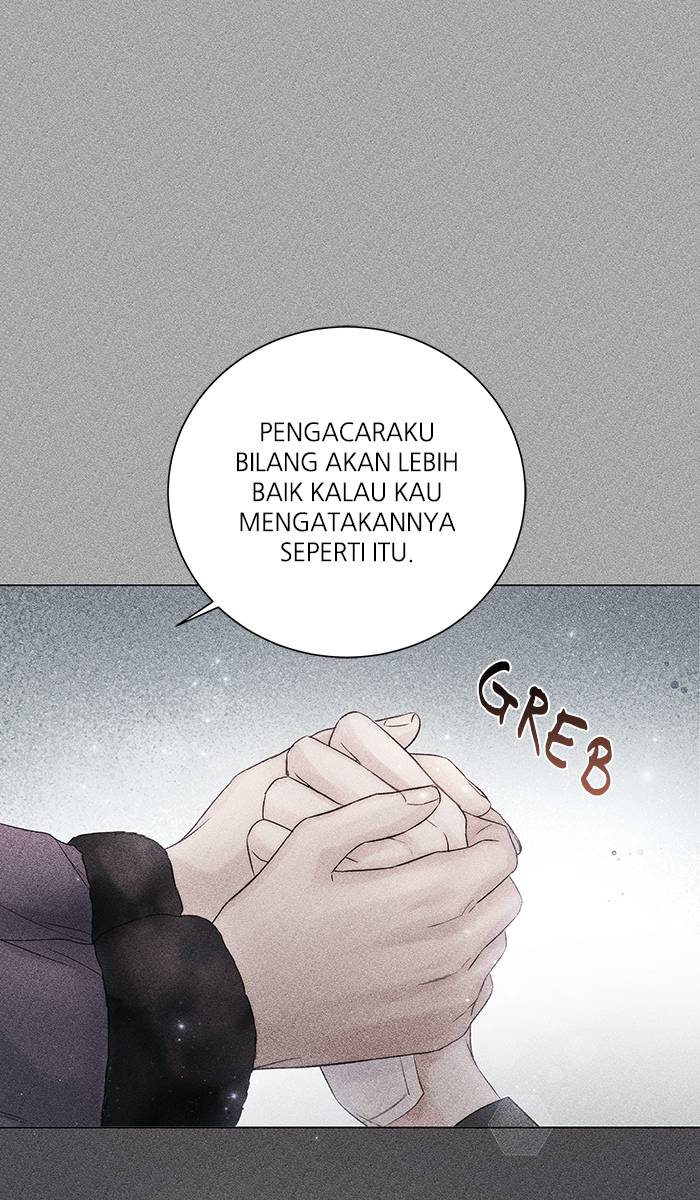 PENGACARAKU
BILANG AKAN LEBIH
BAIK KALAU KAU
MENGATAKANNYA
SEPERTI ITU.
GREB